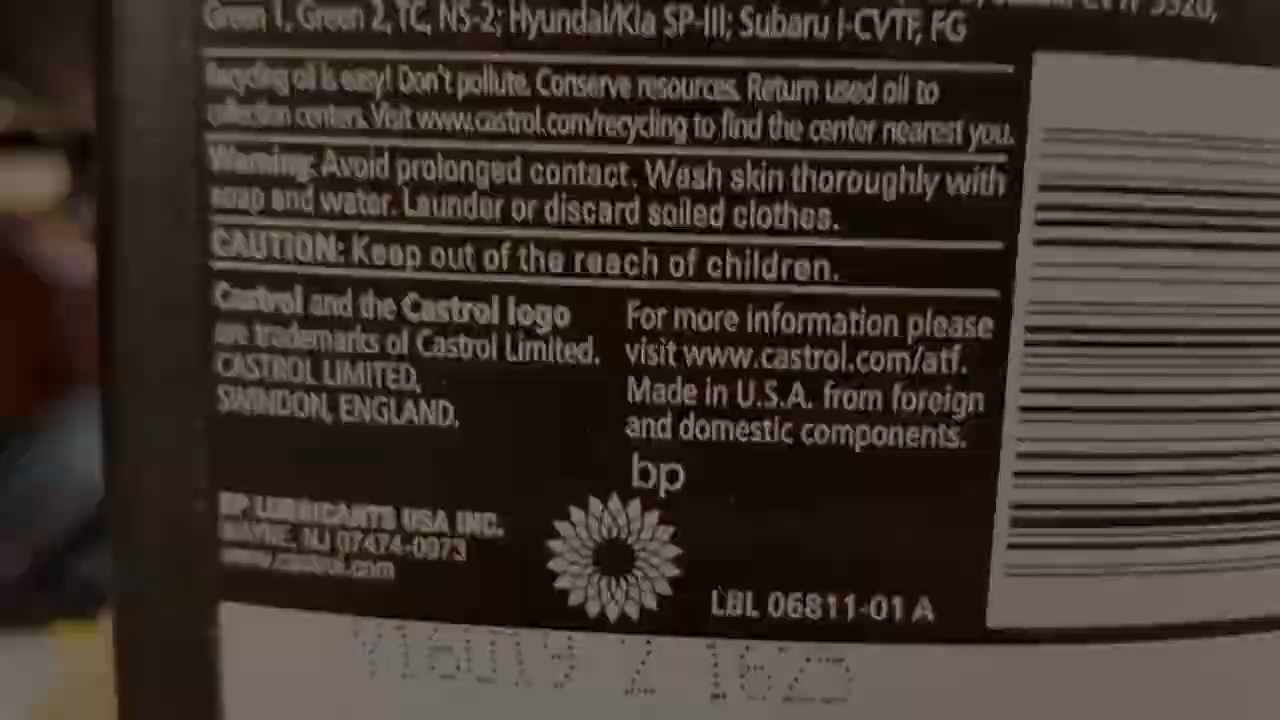 Green 1, Green 2, TC, NS-2; Hyundai/Kia SP-III; Subaru i-CVTF, FG
Recycling oil is easy! Don't pollute. Conserve resources. Return used oil to
collection centers. Visit www.castrol.com/recycling to find the center nearest you.
Warning: Avoid prolonged contact. Wash skin thoroughly with
soap and water. Launder or discard soiled clothes.
CAUTION: Keep out of the reach of children.
Castrol and the Castrol logo
are trademarks of Castrol Limited.
CASTROL LIMITED,
SWINDON, ENGLAND.
For more information please
visit www.castrol.com/atf.
Made in U.S.A. from foreign
and domestic components.
bp
BP LUBRICANTS USA INC.
WAYNE, NJ 07474-0973
www.castrol.com
LBL 06811-01 A